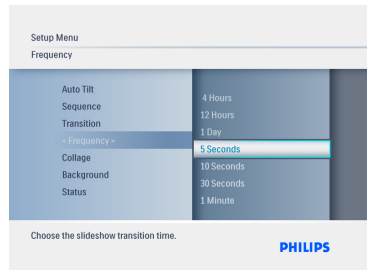 Setup Menu
Frequency
Auto Tilt
Sequence
Transition
« Frequency »
Collage
Background
Status
4 Hours
12 Hours
1 Day
5 Seconds
10 Seconds
30 Seconds
1 Minute
Choose the slideshow transition time.
PHILIPS